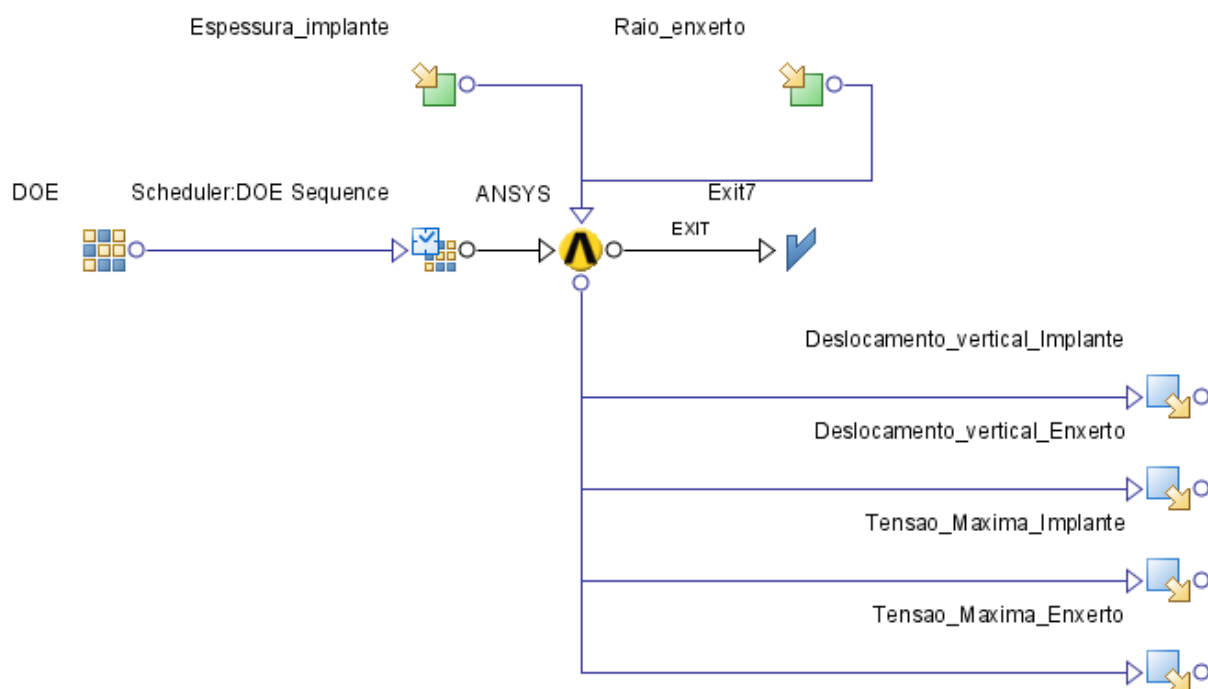 Espessura_implante
Raio_enxerto
DOE
Scheduler:DOE Sequence
ANSYS
Exit7
EXIT
Deslocamento_vertical_Implante
Deslocamento_vertical_Enxerto
Tensao_Maxima_Implante
Tensao_Maxima_Enxerto